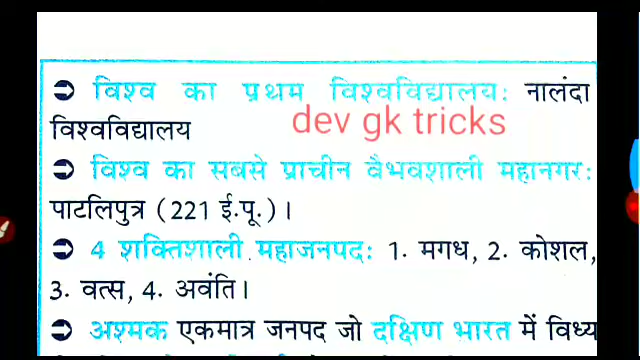 ➲ विश्व का प्रथम विश्वविद्यालय: नालंदा
विश्वविद्यालय
dev gk tricks
➲ विश्व का सबसे प्राचीन वैभवशाली महानगर:
पाटलिपुत्र (221 ई.पू.)।
➲ 4 शक्तिशाली महाजनपद: 1. मगध, 2. कोशल,
3. वत्स, 4. अवंति।
➲ अश्मक एकमात्र जनपद जो दक्षिण भारत में विध्य